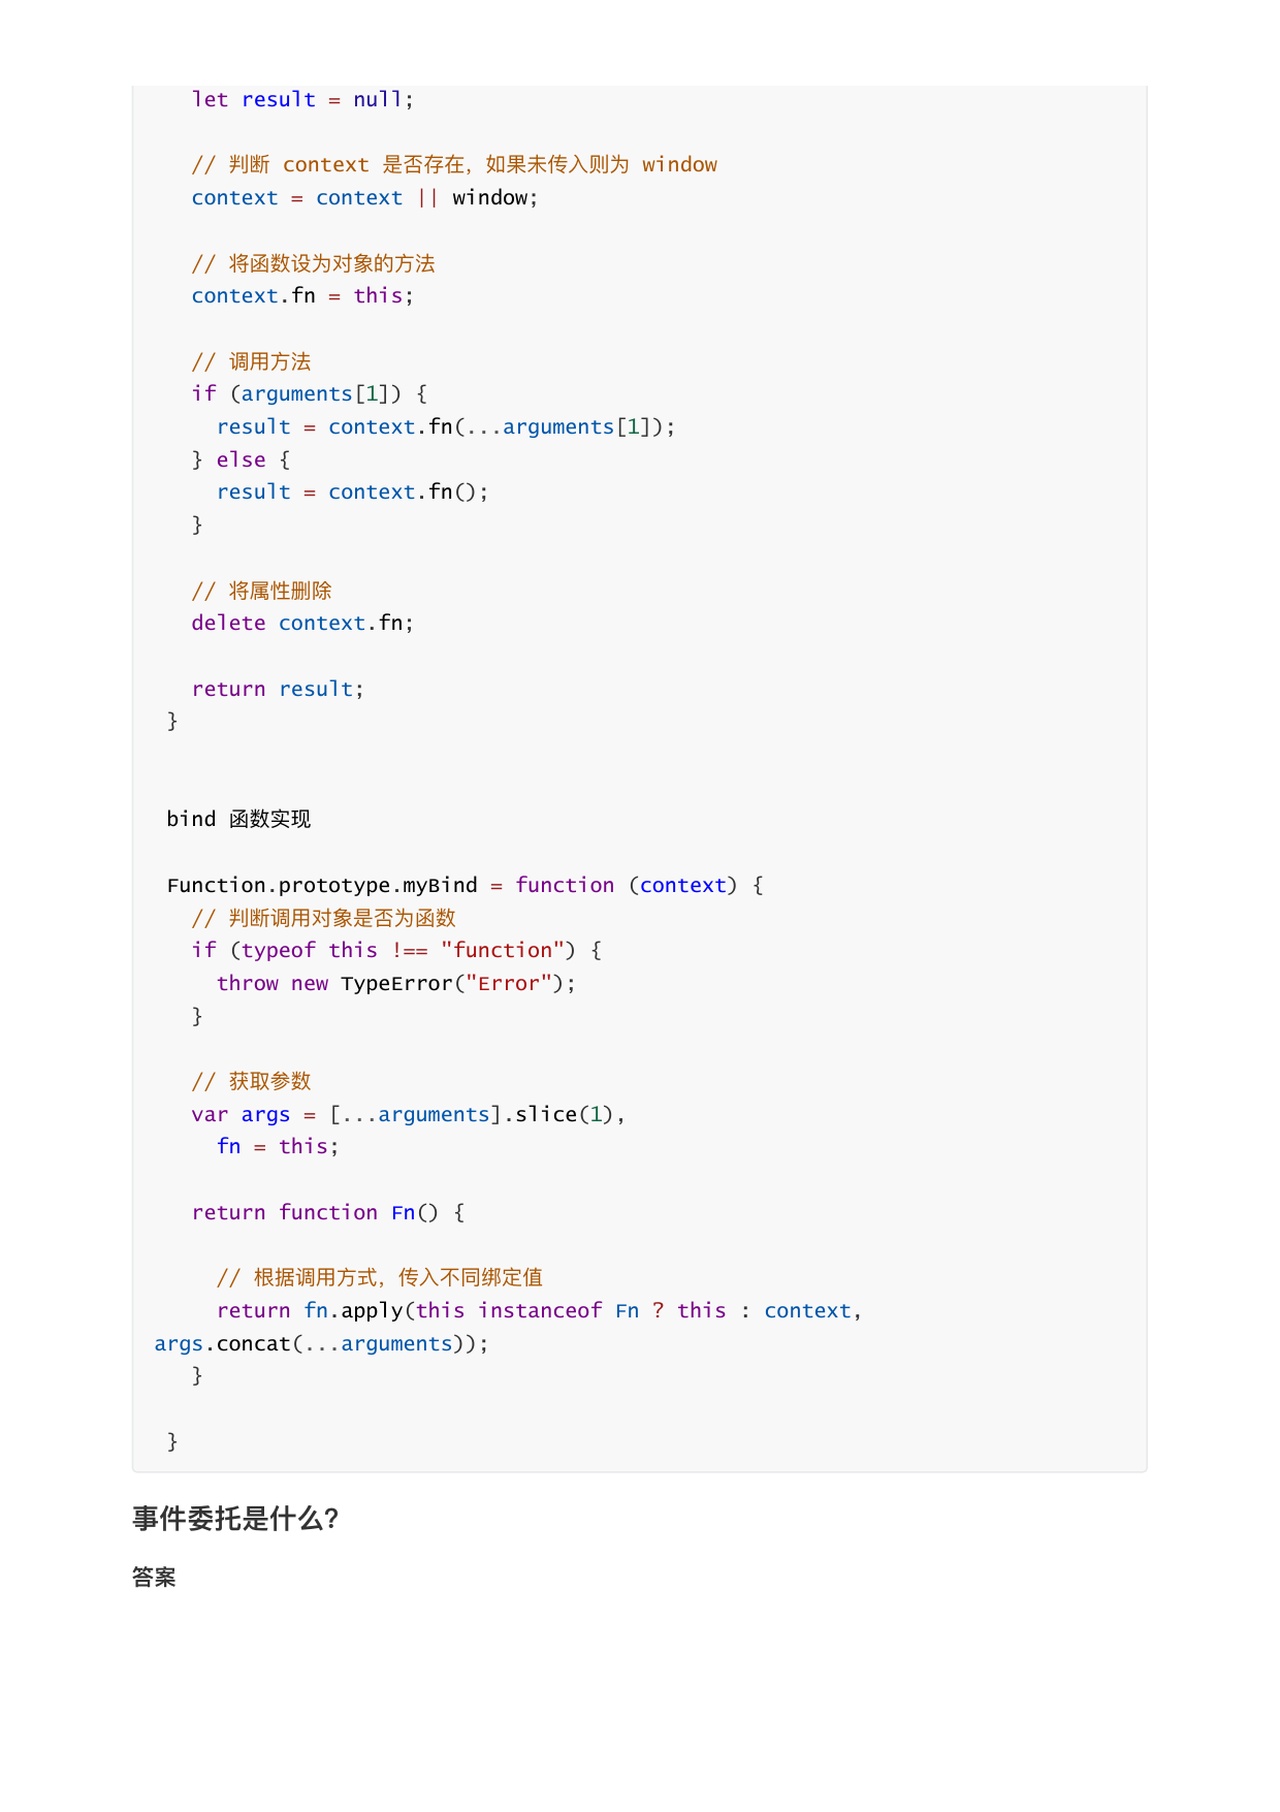 let result = null;
// 判断 context 是否存在，如果未传入则为 window
context = context || window;
// 将函数设为对象的方法
context.fn = this;
// 调用方法
if (arguments[1]) {
result = context.fn(...arguments[1]);
} else {
result = context.fn();
}
// 将属性删除
delete context.fn;
return result;
}
bind 函数实现
Function.prototype.myBind = function (context) {
// 判断调用对象是否为函数
if (typeof this !== "function") {
throw new TypeError("Error");
}
// 获取参数
var args = [...arguments].slice(1),
fn = this;
return function Fn() {
// 根据调用方式，传入不同绑定值
return fn.apply(this instanceof Fn ? this : context,
args.concat(...arguments));
}
}
事件委托是什么?
答案